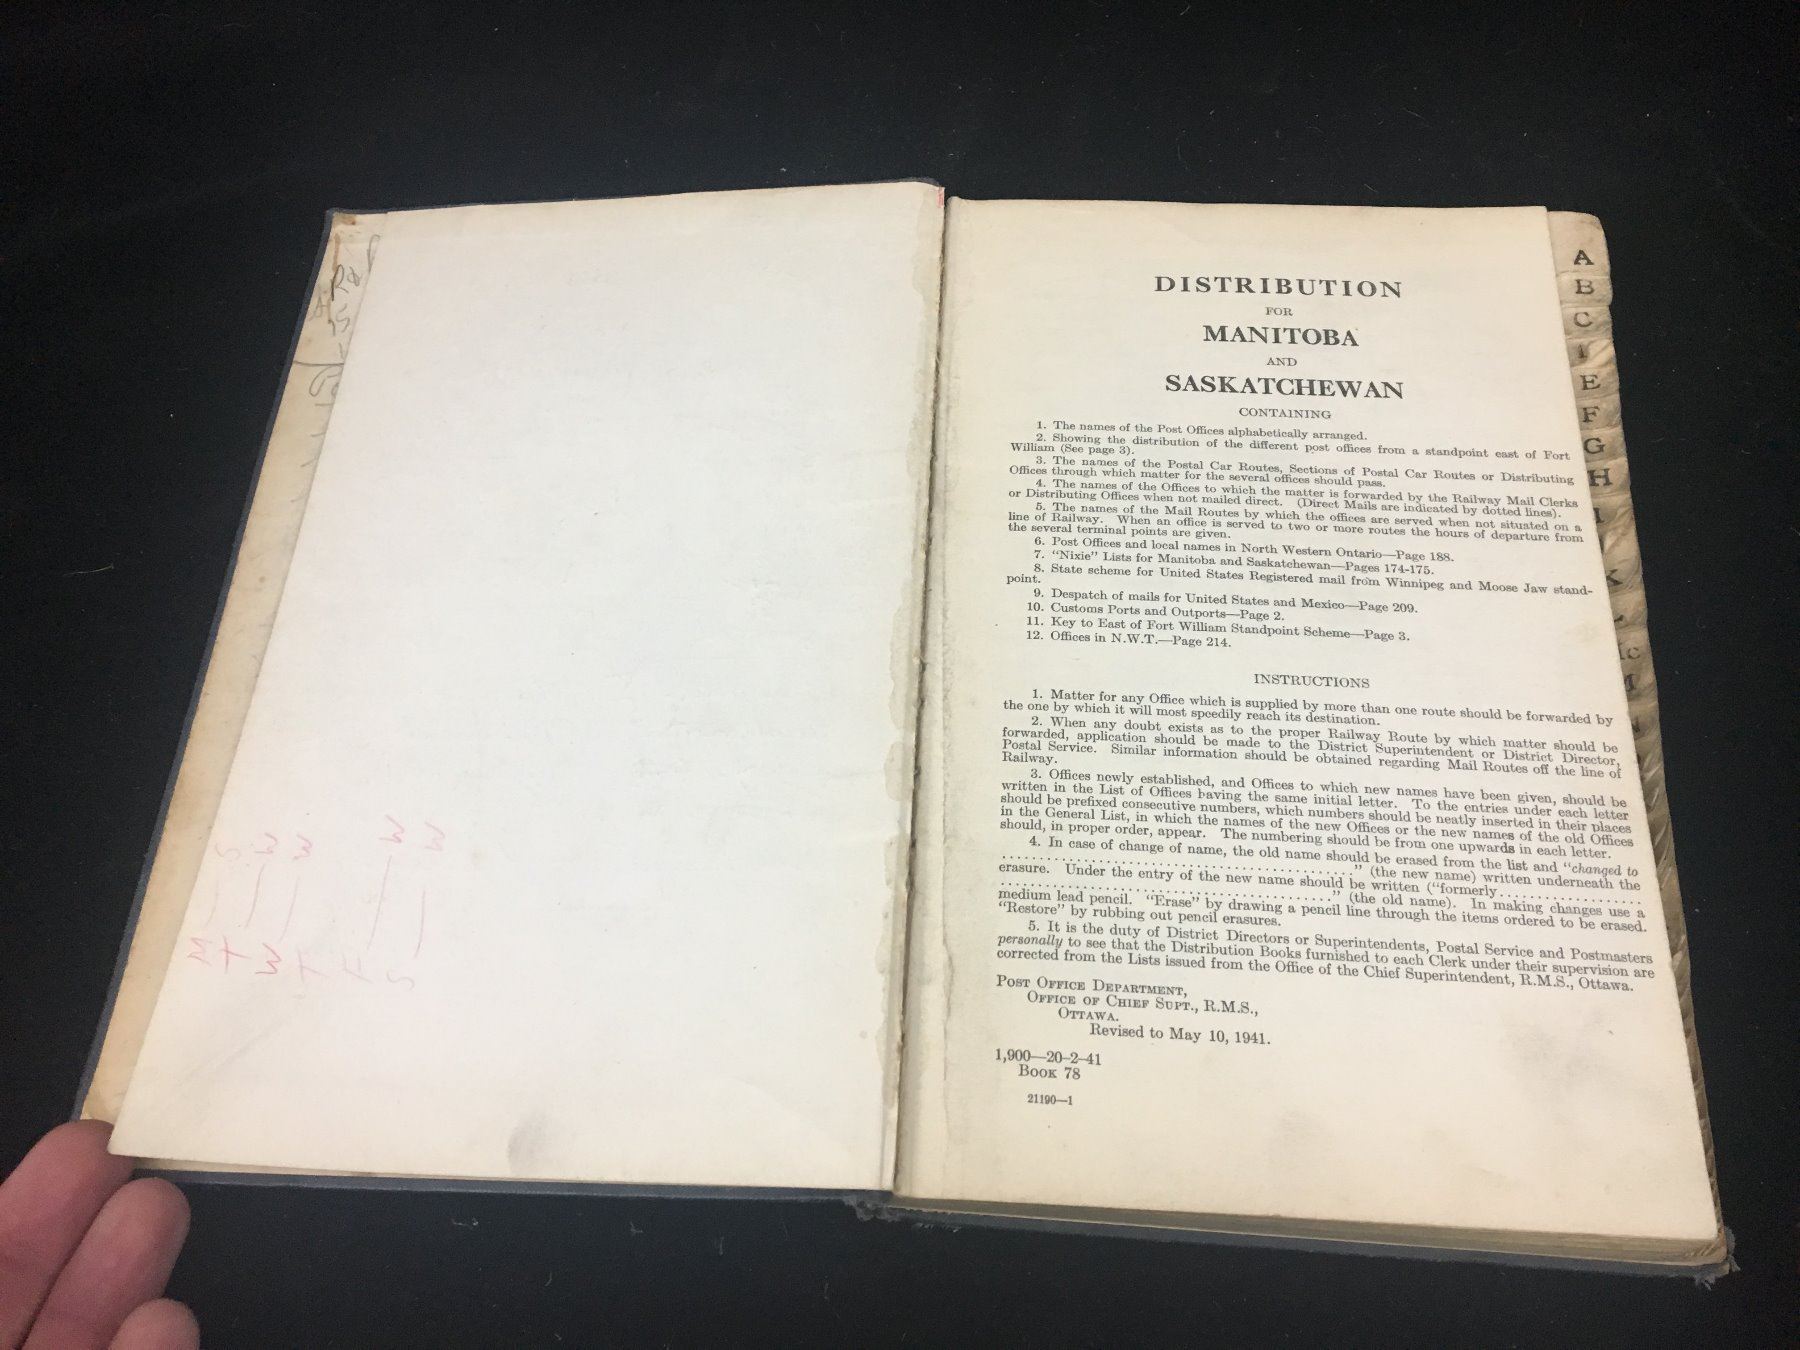 M — S
T — W
W — W
T
F — W
S — W
DISTRIBUTION
FOR
MANITOBA
AND
SASKATCHEWAN
CONTAINING
1. The names of the Post Offices alphabetically arranged.
2. Showing the distribution of the different post offices from a standpoint east of Fort
William (See page 3).
3. The names of the Postal Car Routes, Sections of Postal Car Routes or Distributing
Offices through which matter for the several offices should pass.
4. The names of the Offices to which the matter is forwarded by the Railway Mail Clerks
or Distributing Offices when not mailed direct. (Direct Mails are indicated by dotted lines).
5. The names of the Mail Routes by which the offices are served when not situated on a
line of Railway. When an office is served to two or more routes the hours of departure from
the several terminal points are given.
6. Post Offices and local names in North Western Ontario—Page 188.
7. "Nixie" Lists for Manitoba and Saskatchewan—Pages 174-175.
8. State scheme for United States Registered mail from Winnipeg and Moose Jaw stand-
point.
9. Despatch of mails for United States and Mexico—Page 209.
10. Customs Ports and Outports—Page 2.
11. Key to East of Fort William Standpoint Scheme—Page 3.
12. Offices in N.W.T.—Page 214.
INSTRUCTIONS
1. Matter for any Office which is supplied by more than one route should be forwarded by
the one by which it will most speedily reach its destination.
2. When any doubt exists as to the proper Railway Route by which matter should be
forwarded, application should be made to the District Superintendent or District Director,
Postal Service. Similar information should be obtained regarding Mail Routes off the line of
Railway.
3. Offices newly established, and Offices to which new names have been given, should be
written in the List of Offices having the same initial letter. To the entries under each letter
should be prefixed consecutive numbers, which numbers should be neatly inserted in their places
in the General List, in which the names of the new Offices or the new names of the old Offices
should, in proper order, appear. The numbering should be from one upwards in each letter.
4. In case of change of name, the old name should be erased from the list and "changed to
........................................" (the new name) written underneath the
erasure. Under the entry of the new name should be written ("formerly....................
........................................" (the old name). In making changes use a
medium lead pencil. "Erase" by drawing a pencil line through the items ordered to be erased.
"Restore" by rubbing out pencil erasures.
5. It is the duty of District Directors or Superintendents, Postal Service and Postmasters
personally to see that the Distribution Books furnished to each Clerk under their supervision are
corrected from the Lists issued from the Office of the Chief Superintendent, R.M.S., Ottawa.
POST OFFICE DEPARTMENT,
OFFICE OF CHIEF SUPT., R.M.S.,
OTTAWA.
Revised to May 10, 1941.
1,900—20-2-41
BOOK 78
21190—1
A
B
C
E
F
G
H
K
L
Mc
M